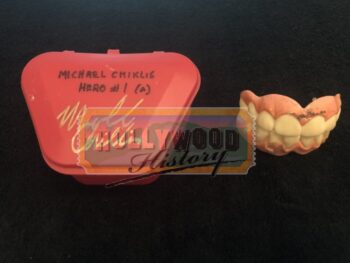 MICHAEL CHIKLIS
HERO #1 (A)
HOLLYWOOD
History